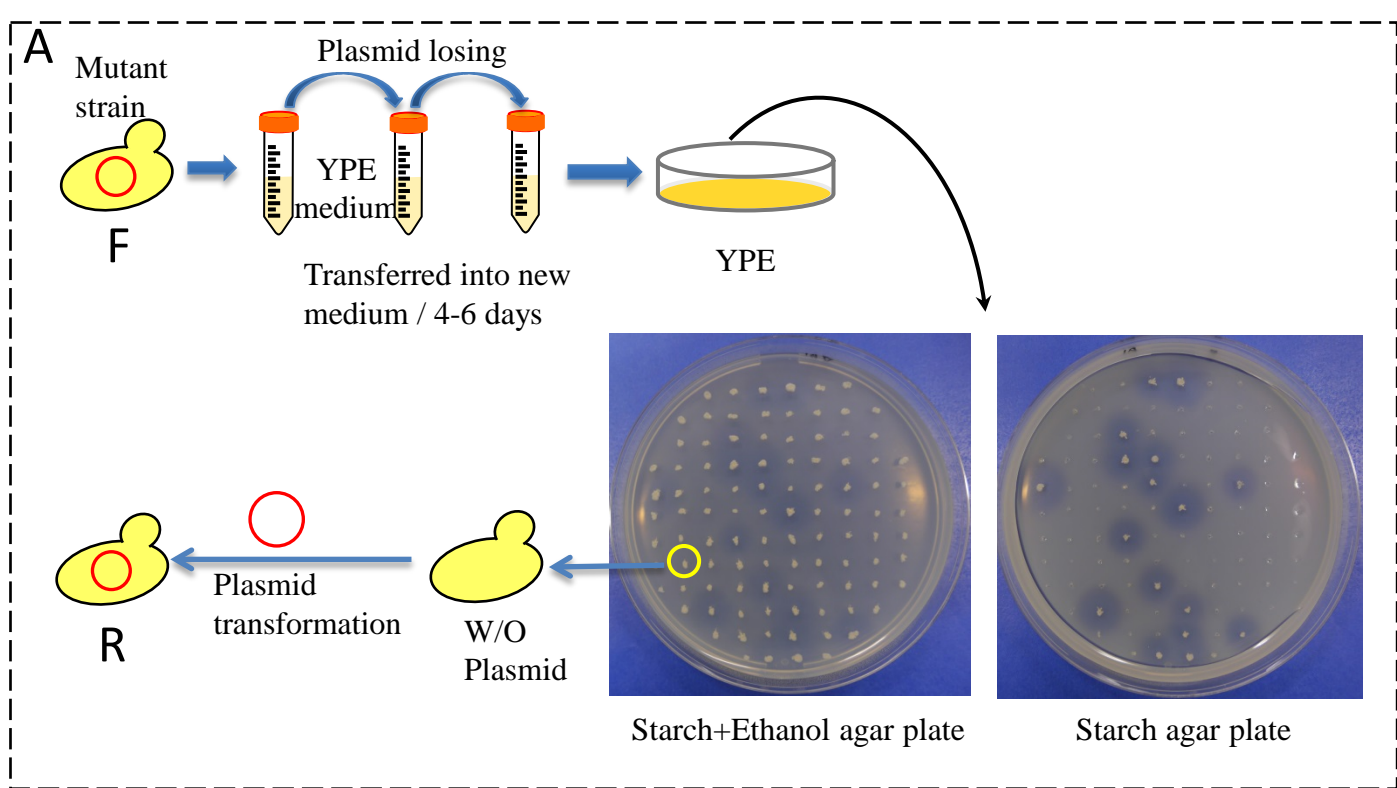 A
Mutant
strain
Plasmid losing
YPE
medium
F
Transferred into new
medium / 4-6 days
YPE
Plasmid
transformation
R
W/O
Plasmid
Starch+Ethanol agar plate
Starch agar plate